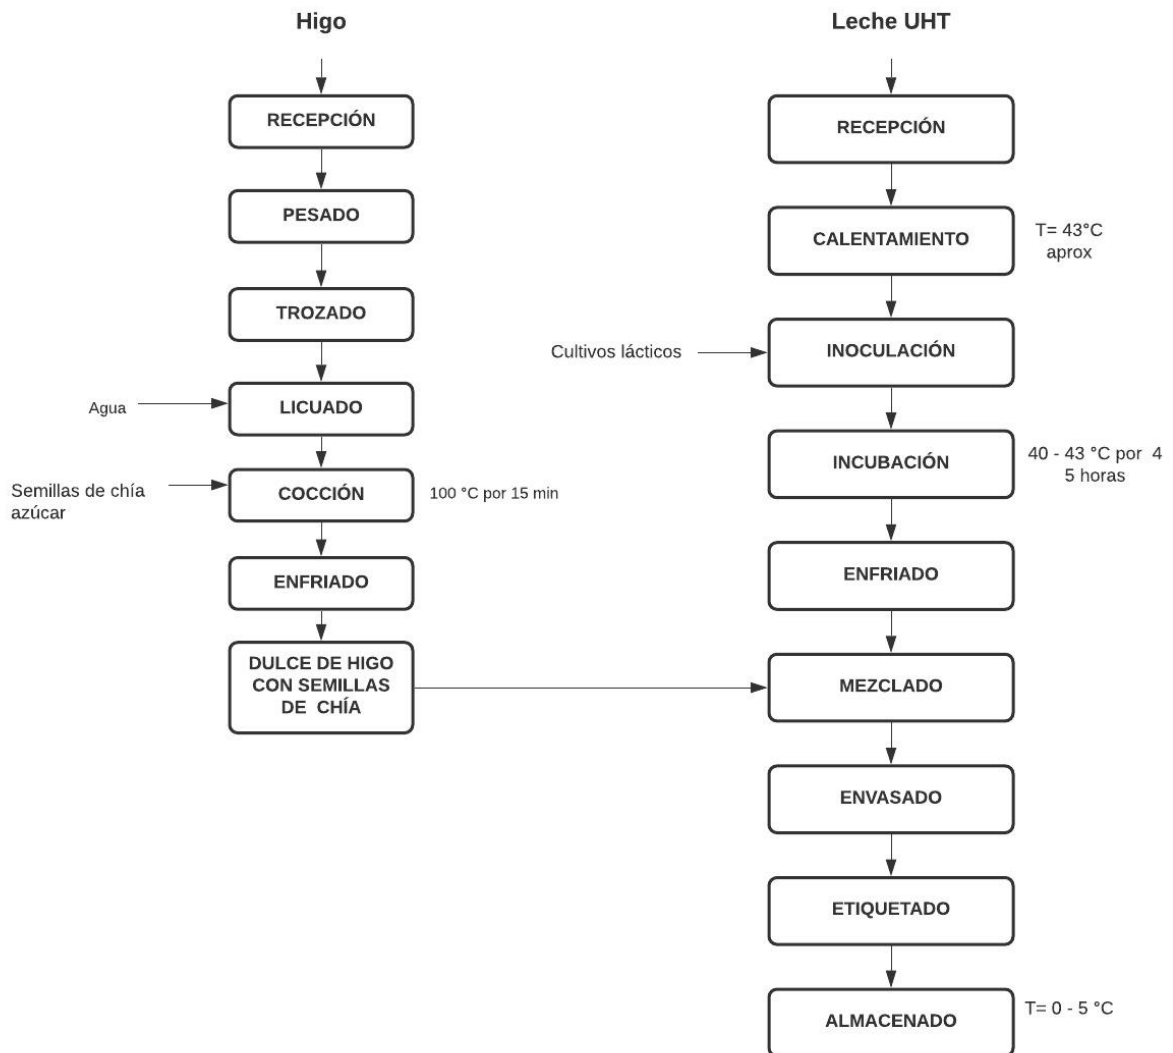 Higo
RECEPCIÓN
PESADO
TROZADO
Agua
LICUADO
Semillas de chía
azúcar
COCCIÓN
100 °C por 15 min
ENFRIADO
DULCE DE HIGO
CON SEMILLAS
DE CHÍA
Leche UHT
RECEPCIÓN
CALENTAMIENTO
T= 43°C
aprox
Cultivos lácticos
INOCULACIÓN
INCUBACIÓN
40 - 43 °C por 4
5 horas
ENFRIADO
MEZCLADO
ENVASADO
ETIQUETADO
ALMACENADO
T= 0 - 5 °C